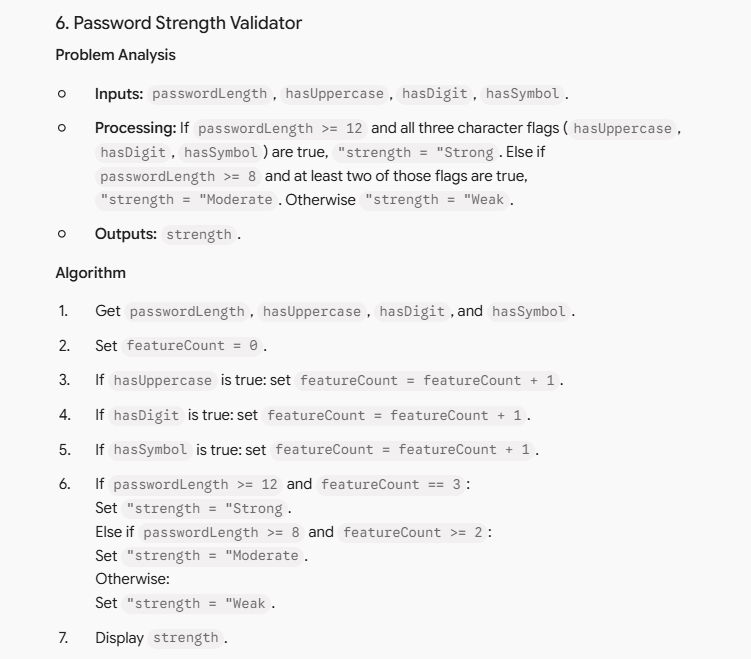 6. Password Strength Validator
Problem Analysis
○ Inputs: passwordLength , hasUppercase , hasDigit , hasSymbol .
○ Processing: If passwordLength >= 12 and all three character flags ( hasUppercase ,
hasDigit , hasSymbol ) are true, "strength = "Strong . Else if
passwordLength >= 8 and at least two of those flags are true,
"strength = "Moderate . Otherwise "strength = "Weak .
○ Outputs: strength .
Algorithm
1. Get passwordLength , hasUppercase , hasDigit , and hasSymbol .
2. Set featureCount = 0 .
3. If hasUppercase is true: set featureCount = featureCount + 1 .
4. If hasDigit is true: set featureCount = featureCount + 1 .
5. If hasSymbol is true: set featureCount = featureCount + 1 .
6. If passwordLength >= 12 and featureCount == 3 :
Set "strength = "Strong .
Else if passwordLength >= 8 and featureCount >= 2 :
Set "strength = "Moderate .
Otherwise:
Set "strength = "Weak .
7. Display strength .